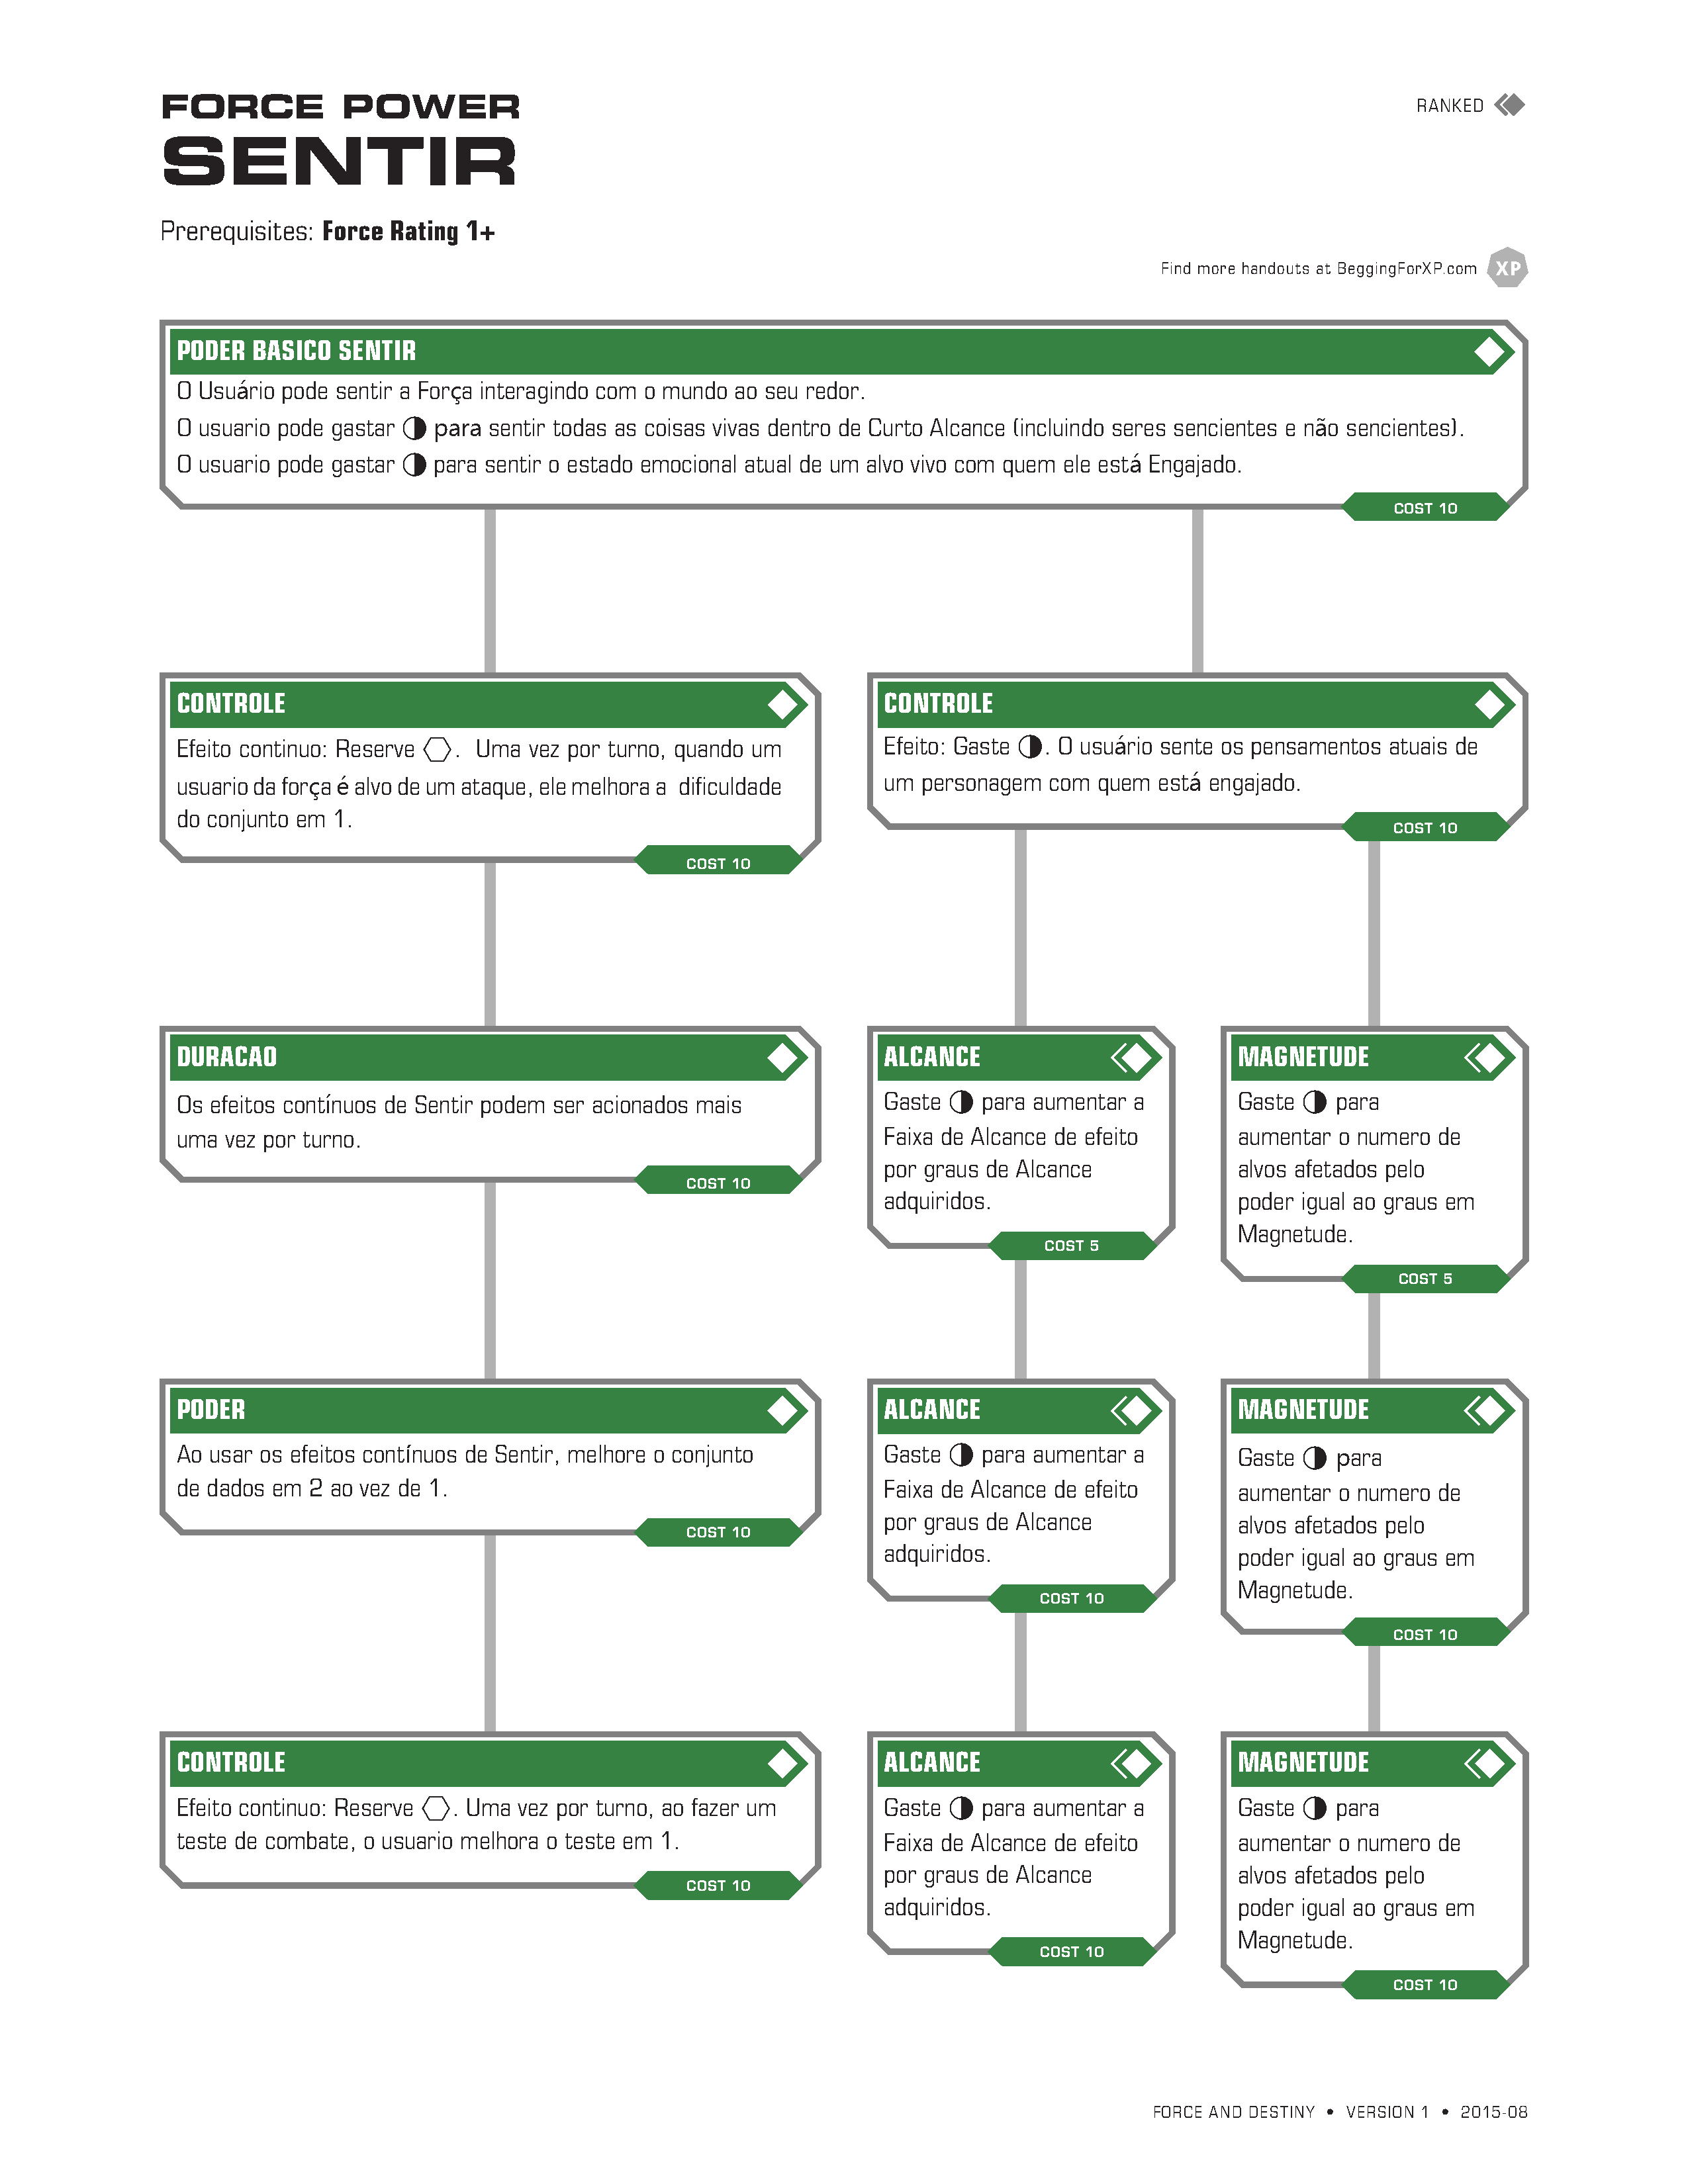 FORCE POWER
SENTIR
RANKED
Prerequisites: Force Rating 1+
Find more handouts at BeggingForXP.com XP
PODER BASICO SENTIR
O Usuário pode sentir a Força interagindo com o mundo ao seu redor.
O usuario pode gastar para sentir todas as coisas vivas dentro de Curto Alcance (incluindo seres sencientes e não sencientes).
O usuario pode gastar para sentir o estado emocional atual de um alvo vivo com quem ele está Engajado.
COST 10
CONTROLE
Efeito continuo: Reserve . Uma vez por turno, quando um
usuario da força é alvo de um ataque, ele melhora a dificuldade
do conjunto em 1.
COST 10
CONTROLE
Efeito: Gaste . O usuário sente os pensamentos atuais de
um personagem com quem está engajado.
COST 10
DURACAO
Os efeitos contínuos de Sentir podem ser acionados mais
uma vez por turno.
COST 10
ALCANCE
Gaste para aumentar a
Faixa de Alcance de efeito
por graus de Alcance
adquiridos.
COST 5
MAGNETUDE
Gaste para
aumentar o numero de
alvos afetados pelo
poder igual ao graus em
Magnetude.
COST 5
PODER
Ao usar os efeitos contínuos de Sentir, melhore o conjunto
de dados em 2 ao vez de 1.
COST 10
ALCANCE
Gaste para aumentar a
Faixa de Alcance de efeito
por graus de Alcance
adquiridos.
COST 10
MAGNETUDE
Gaste para
aumentar o numero de
alvos afetados pelo
poder igual ao graus em
Magnetude.
COST 10
CONTROLE
Efeito continuo: Reserve . Uma vez por turno, ao fazer um
teste de combate, o usuario melhora o teste em 1.
COST 10
ALCANCE
Gaste para aumentar a
Faixa de Alcance de efeito
por graus de Alcance
adquiridos.
COST 10
MAGNETUDE
Gaste para
aumentar o numero de
alvos afetados pelo
poder igual ao graus em
Magnetude.
COST 10
FORCE AND DESTINY • VERSION 1 • 2015-08